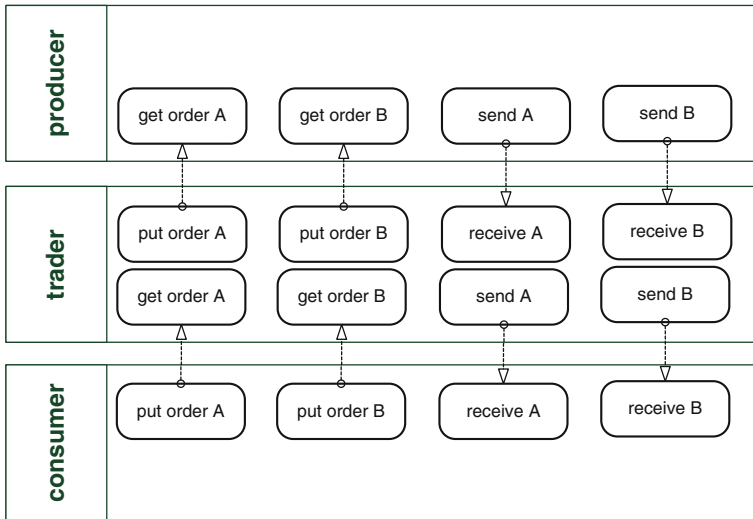 producer
get order A
get order B
send A
send B
trader
put order A
put order B
receive A
receive B
get order A
get order B
send A
send B
consumer
put order A
put order B
receive A
receive B